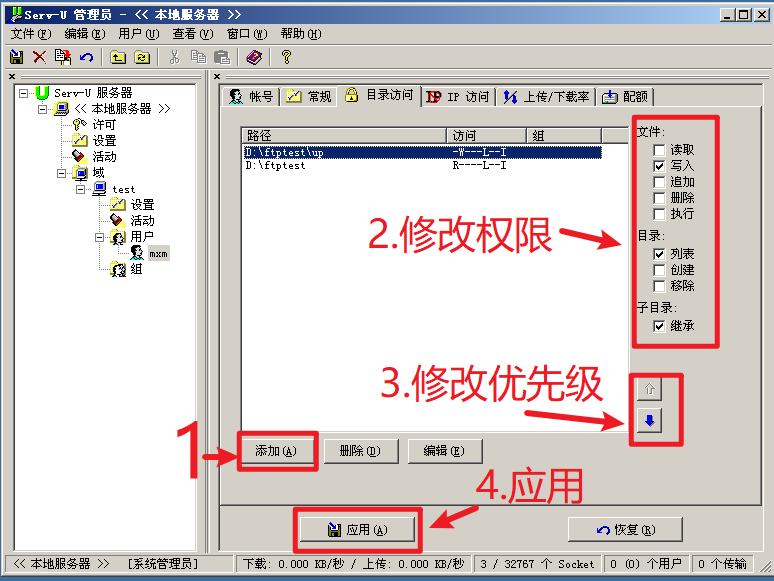 Serv-U 管理员 - << 本地服务器 >>
文件(F) 编辑(E) 用户(U) 查看(V) 窗口(W) 帮助(H)
Serv-U 服务器
<< 本地服务器 >>
许可
设置
活动
域
test
设置
活动
用户
mxm
组
帐号 常规 目录访问 IP 访问 上传/下载率 配额
路径 访问 组
D:\ftptest\up -W---L--I
D:\ftptest R----L--I
文件:
读取
写入
追加
删除
执行
目录:
列表
创建
移除
子目录:
继承
2.修改权限
3.修改优先级
1
添加(A) 删除(D) 编辑(E)
4.应用
应用(A) 恢复(R)
<< 本地服务器 >> [系统管理员] 下载: 0.000 KB/秒 / 上传: 0.000 KB/秒 3 / 32767 个 Socket 0 (0) 个用户 0 个传输